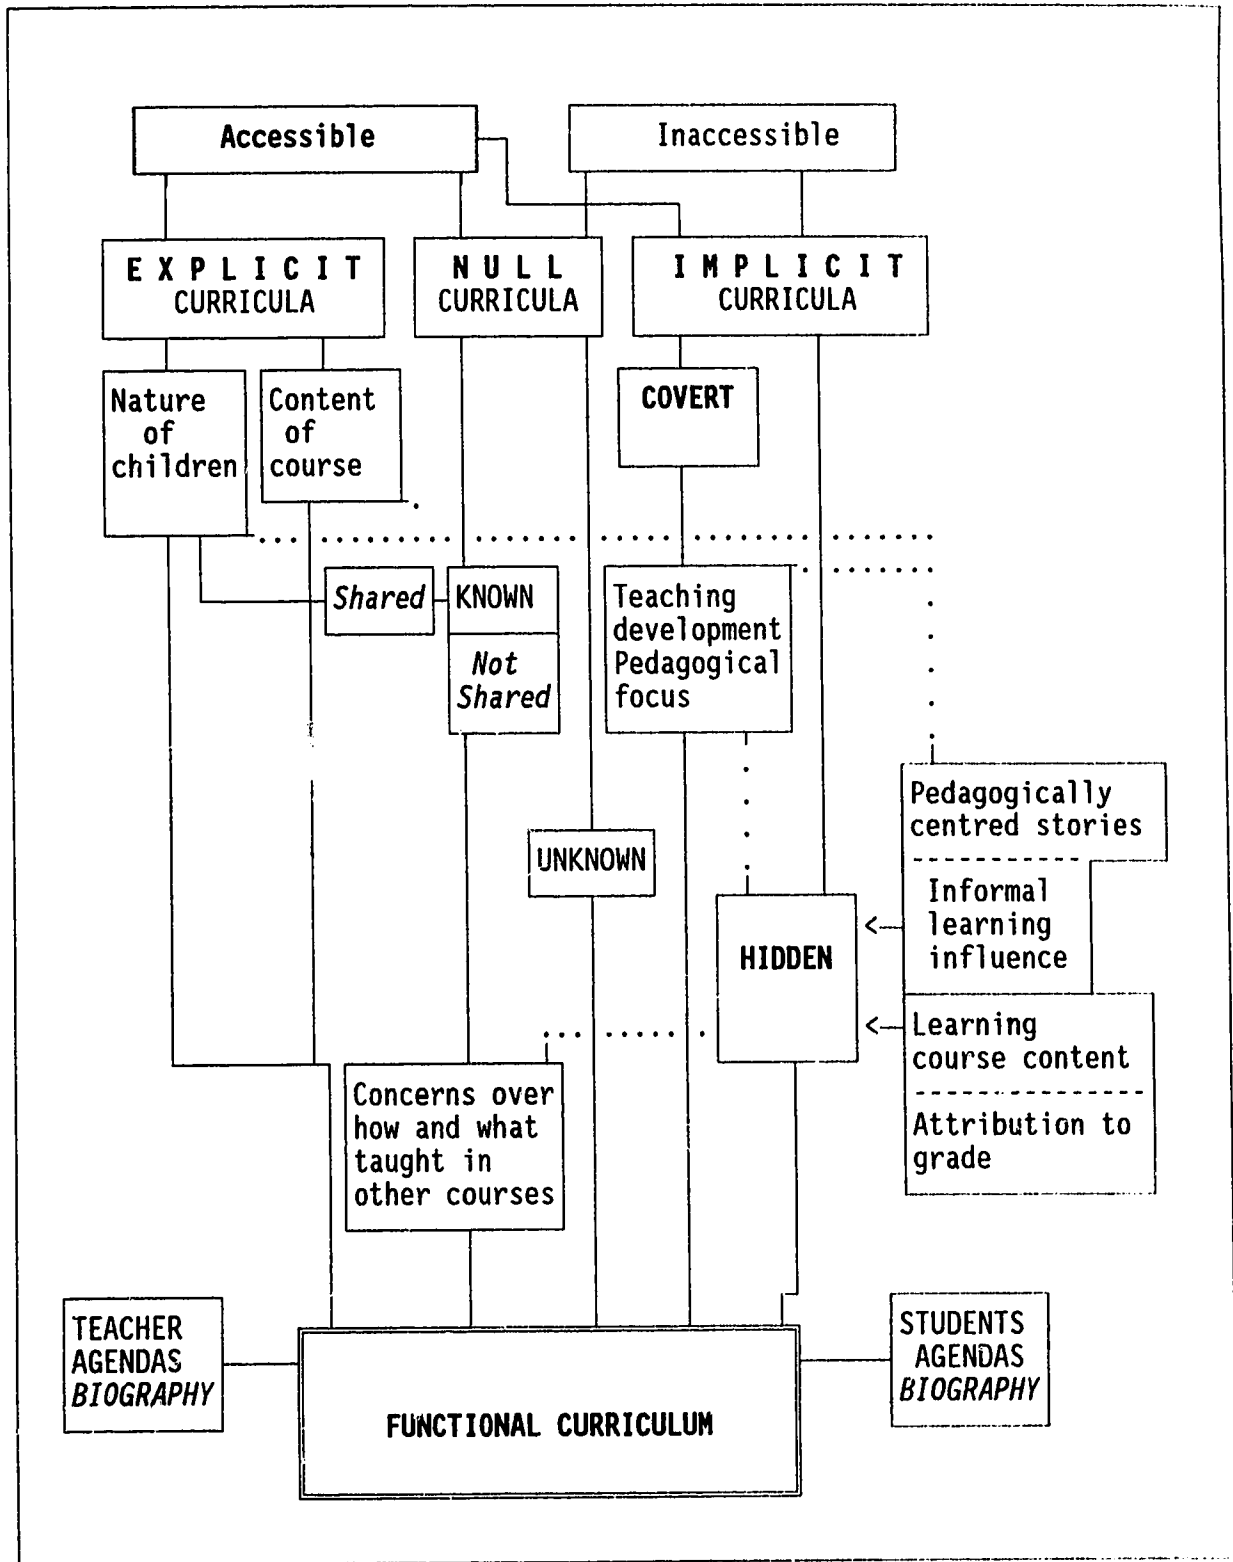 Accessible
Inaccessible
EXPLICIT
CURRICULA
NULL
CURRICULA
IMPLICIT
CURRICULA
Nature
of
children
Content
of
course
COVERT
Shared
KNOWN
Not
Shared
Teaching
development
Pedagogical
focus
Pedagogically
centred stories
UNKNOWN
Informal
learning
influence
HIDDEN
<
<
Learning
course content
Attribution to
grade
Concerns over
how and what
taught in
other courses
TEACHER
AGENDAS
BIOGRAPHY
STUDENTS
AGENDAS
BIOGRAPHY
FUNCTIONAL CURRICULUM